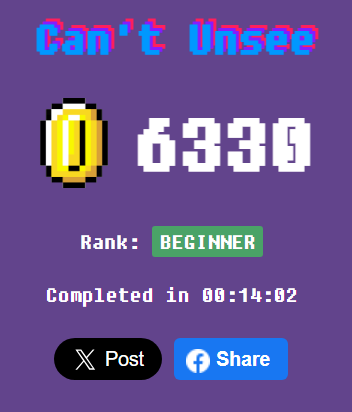 Can't Unsee
6330
Rank: BEGINNER
Completed in 00:14:02
Post Share